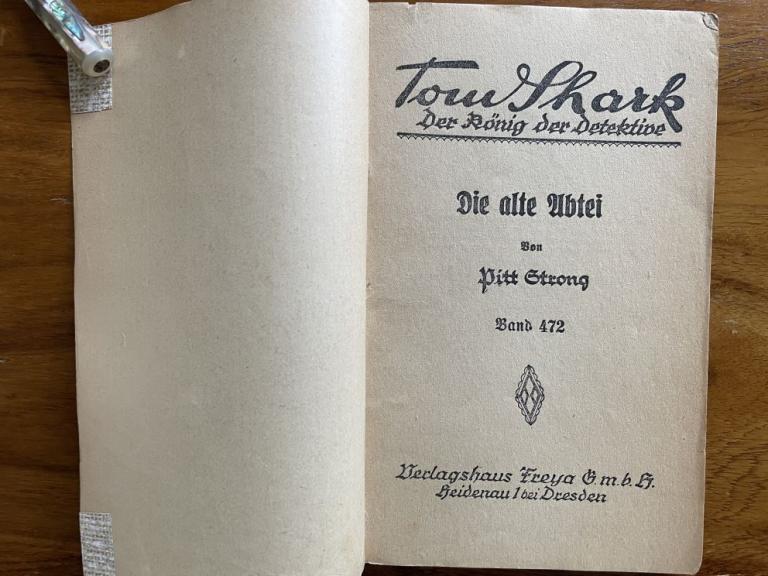 Tom Shark
Der König der Detektive
Die alte Abtei
Von
Pitt Strong
Band 472
Verlagshaus Freya G.m.b.H.
Heidenau 1 bei Dresden